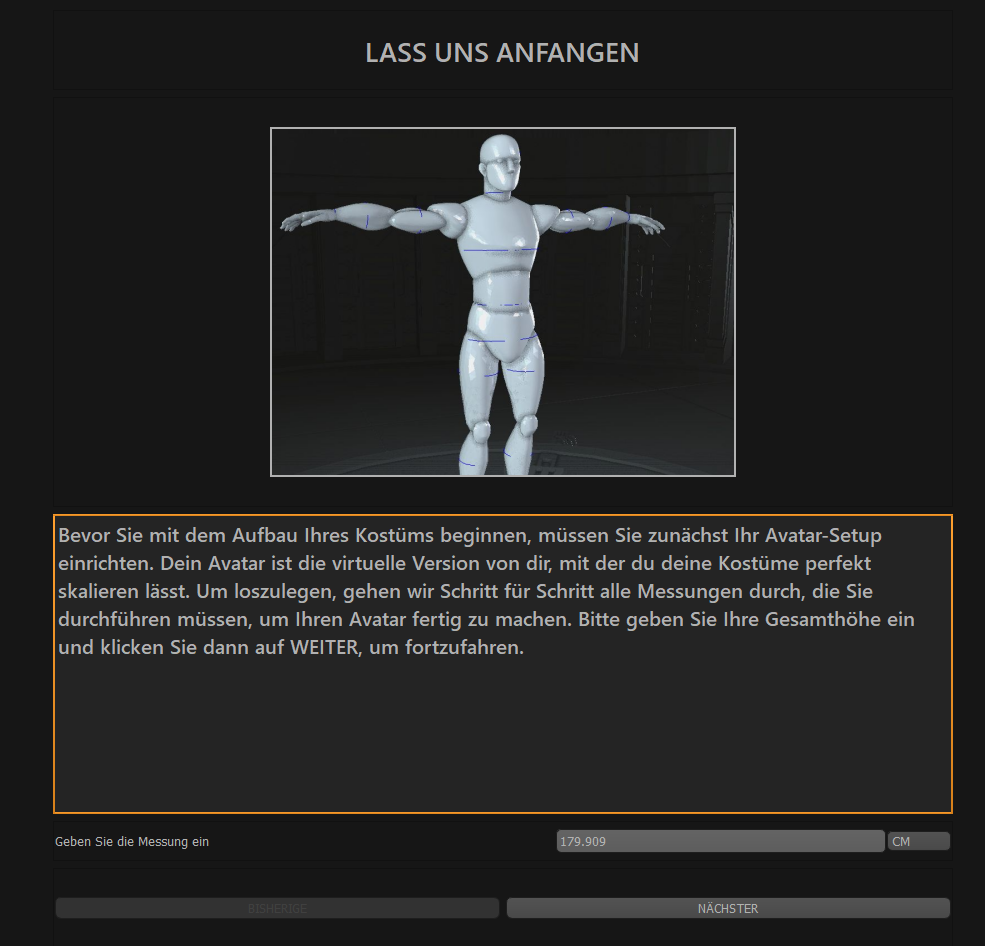 LASS UNS ANFANGEN
Bevor Sie mit dem Aufbau Ihres Kostüms beginnen, müssen Sie zunächst Ihr Avatar-Setup
einrichten. Dein Avatar ist die virtuelle Version von dir, mit der du deine Kostüme perfekt
skalieren lässt. Um loszulegen, gehen wir Schritt für Schritt alle Messungen durch, die Sie
durchführen müssen, um Ihren Avatar fertig zu machen. Bitte geben Sie Ihre Gesamthöhe ein
und klicken Sie dann auf WEITER, um fortzufahren.
Geben Sie die Messung ein
179.909
CM
BISHERIGE
NÄCHSTER